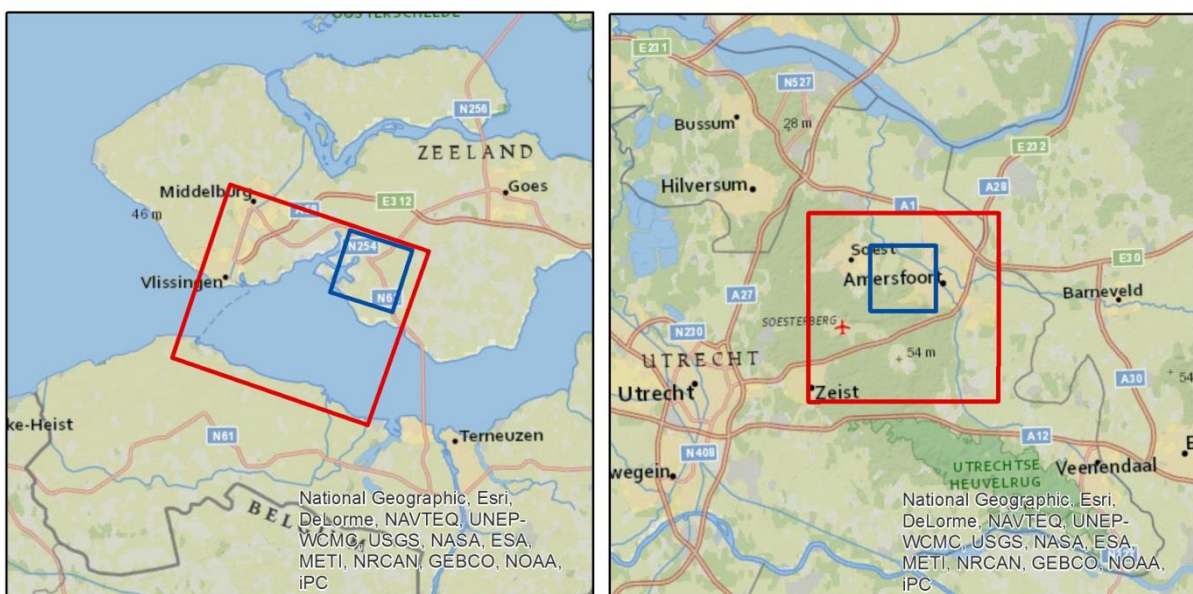 OOSTERSCHELDE
N256
ZEELAND
Middelburg
Goes
E312
46 m
N254
Vlissingen
ke-Heist
N61
Terneuzen
National Geographic, Esri,
DeLorme, NAVTEQ, UNEP-
WCMC, USGS, NASA, ESA,
METI, NRCAN, GEBCO, NOAA,
iPC
E231
N527
Bussum
28 m
E232
Hilversum
A28
A1
Soest
Amersfoort
E30
A27
Barneveld
SOESTERBERG
N230
UTRECHT
54 m
Utrecht
Zeist
A30
54
A12
N408
wegein
UTRECHTSE
HEUVELRUG
Veenendaal
E
National Geographic, Esri,
DeLorme, NAVTEQ, UNEP-
WCMC, USGS, NASA, ESA,
METI, NRCAN, GEBCO, NOAA,
iPC